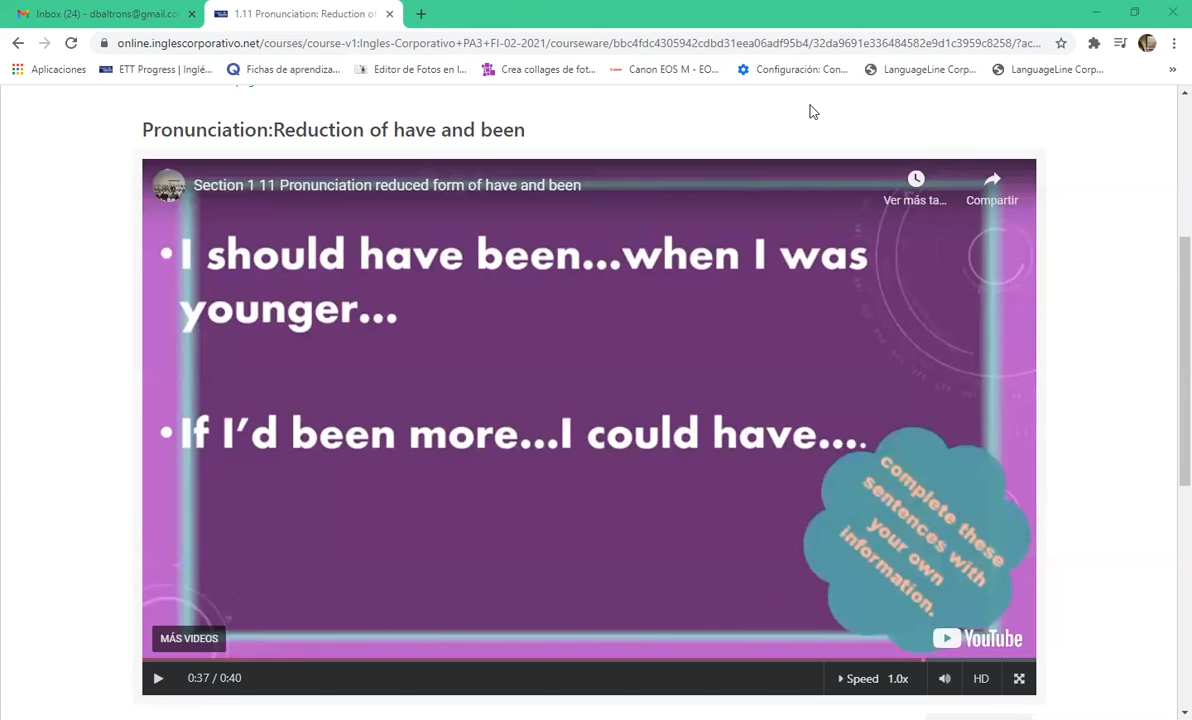 Inbox (24) - dbaltrons@gmail.co
1.11 Pronunciation: Reduction of
online.inglescorporativo.net/courses/course-v1:Ingles-Corporativo+PA3+FI-02-2021/courseware/bbc4fdc4305942cdbd31eea06adf95b4/32da9691e336484582e9d1c3959c8258/?ac...
Aplicaciones
ETT Progress | Inglé...
Fichas de aprendiza...
Editor de Fotos en l...
Crea collages de fot...
Canon EOS M - EO...
Configuración: Con...
LanguageLine Corp...
LanguageLine Corp...
»
Pronunciation:Reduction of have and been
Section 1 11 Pronunciation reduced form of have and been
Ver más ta...
Compartir
•I should have been...when I was
younger...
•If I'd been more...I could have....
complete these
sentences with
your own
information.
MÁS VIDEOS
YouTube
0:37 / 0:40
Speed 1.0x
HD